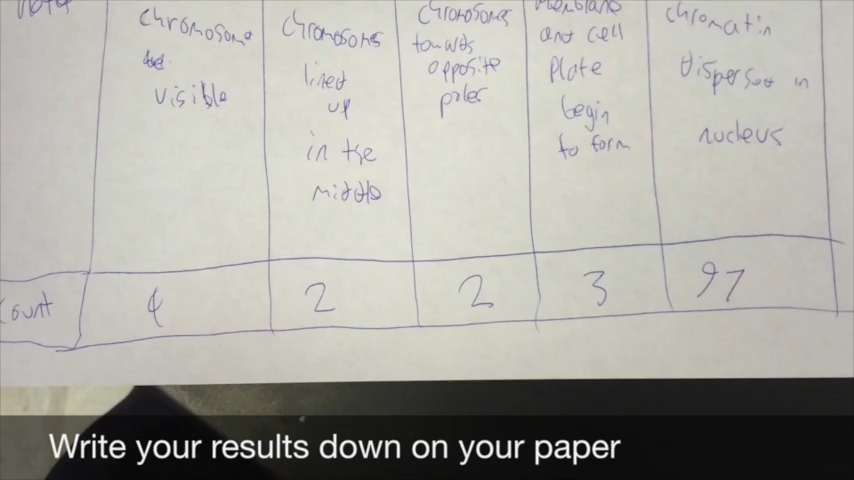 chromosome
visible
Count 4
chromosomes
lined
up
in the
middle
2
chromosomes
towards
opposite
poles
2
membrane
and cell
plate
begin
to form
3
chromatin
dispersed in
nucleus
97
Write your results down on your paper